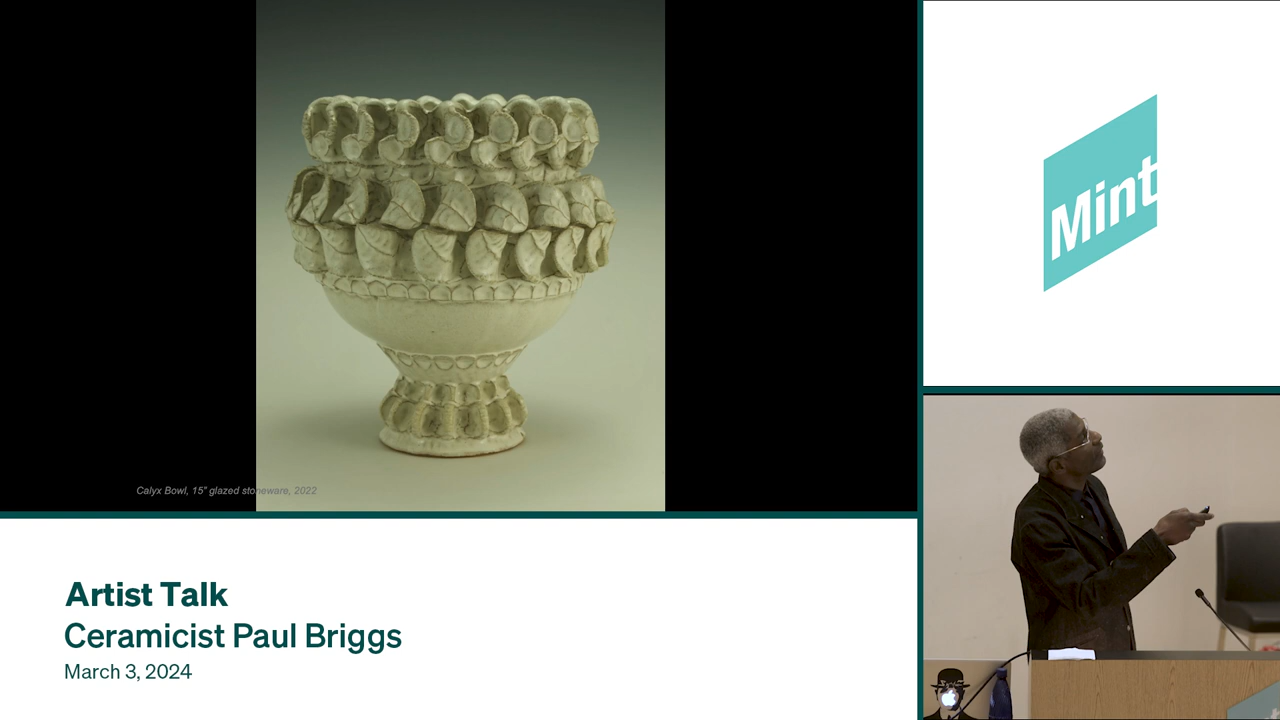 Calyx Bowl, 15" glazed stoneware, 2022
Mint
Artist Talk
Ceramicist Paul Briggs
March 3, 2024